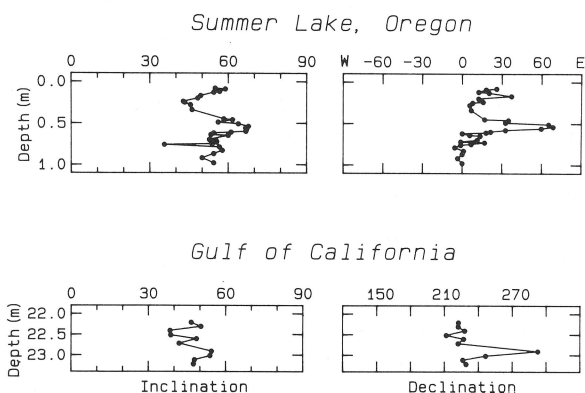 Summer Lake, Oregon
0 30 60 90 W -60 -30 0 30 60 E
Depth (m)
0.0
0.5
1.0
Gulf of California
0 30 60 90 150 210 270
Depth (m)
22.0
22.5
23.0
Inclination Declination